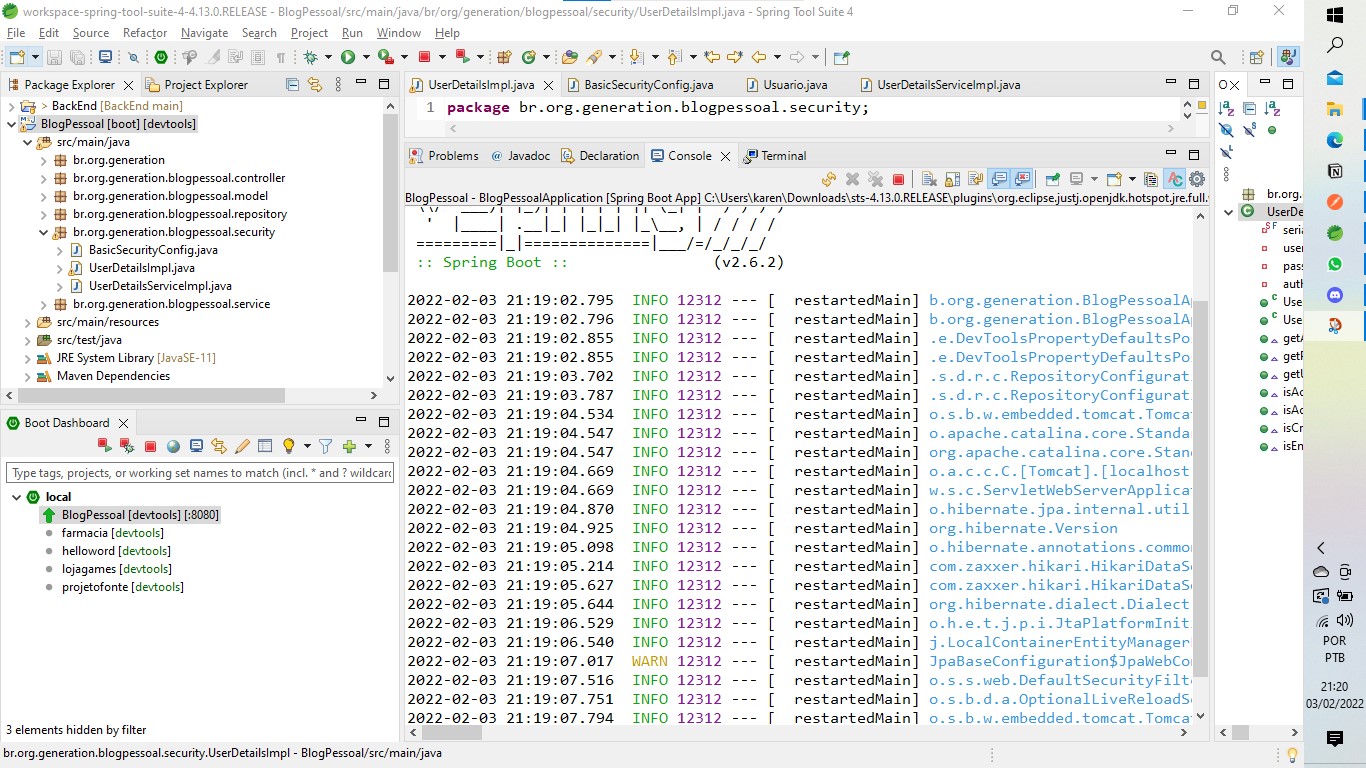 workspace-spring-tool-suite-4-4.13.0.RELEASE - BlogPessoal/src/main/java/br/org/generation/blogpessoal/security/UserDetailsImpl.java - Spring Tool Suite 4
File Edit Source Refactor Navigate Search Project Run Window Help
Package Explorer Project Explorer
> BackEnd [BackEnd main]
BlogPessoal [boot] [devtools]
src/main/java
br.org.generation
br.org.generation.blogpessoal.controller
br.org.generation.blogpessoal.model
br.org.generation.blogpessoal.repository
br.org.generation.blogpessoal.security
BasicSecurityConfig.java
UserDetailsImpl.java
UserDetailsServiceImpl.java
br.org.generation.blogpessoal.service
src/main/resources
src/test/java
JRE System Library [JavaSE-11]
Maven Dependencies
Boot Dashboard
Type tags, projects, or working set names to match (incl. * and ? wildcard
local
BlogPessoal [devtools] [:8080]
farmacia [devtools]
helloword [devtools]
lojagames [devtools]
projetofonte [devtools]
3 elements hidden by filter
br.org.generation.blogpessoal.security.UserDetailsImpl - BlogPessoal/src/main/java
UserDetailsImpl.java BasicSecurityConfig.java Usuario.java UserDetailsServiceImpl.java
1 package br.org.generation.blogpessoal.security;
Problems Javadoc Declaration Console Terminal
BlogPessoal - BlogPessoalApplication [Spring Boot App] C:\Users\karen\Downloads\sts-4.13.0.RELEASE\plugins\org.eclipse.justj.openjdk.hotspot.jre.full.
:: Spring Boot :: (v2.6.2)
2022-02-03 21:19:02.795 INFO 12312 --- [ restartedMain] b.org.generation.BlogPessoalA
2022-02-03 21:19:02.796 INFO 12312 --- [ restartedMain] b.org.generation.BlogPessoalA
2022-02-03 21:19:02.855 INFO 12312 --- [ restartedMain] .e.DevToolsPropertyDefaultsPo
2022-02-03 21:19:02.855 INFO 12312 --- [ restartedMain] .e.DevToolsPropertyDefaultsPo
2022-02-03 21:19:03.702 INFO 12312 --- [ restartedMain] .s.d.r.c.RepositoryConfigurat
2022-02-03 21:19:03.787 INFO 12312 --- [ restartedMain] .s.d.r.c.RepositoryConfigurat
2022-02-03 21:19:04.534 INFO 12312 --- [ restartedMain] o.s.b.w.embedded.tomcat.Tomcat
2022-02-03 21:19:04.547 INFO 12312 --- [ restartedMain] o.apache.catalina.core.Standa
2022-02-03 21:19:04.547 INFO 12312 --- [ restartedMain] org.apache.catalina.core.Stan
2022-02-03 21:19:04.669 INFO 12312 --- [ restartedMain] o.a.c.c.C.[Tomcat].[localhost
2022-02-03 21:19:04.669 INFO 12312 --- [ restartedMain] w.s.c.ServletWebServerApplica
2022-02-03 21:19:04.870 INFO 12312 --- [ restartedMain] o.hibernate.jpa.internal.util
2022-02-03 21:19:04.925 INFO 12312 --- [ restartedMain] org.hibernate.Version
2022-02-03 21:19:05.098 INFO 12312 --- [ restartedMain] o.hibernate.annotations.commo
2022-02-03 21:19:05.214 INFO 12312 --- [ restartedMain] com.zaxxer.hikari.HikariDataS
2022-02-03 21:19:05.627 INFO 12312 --- [ restartedMain] com.zaxxer.hikari.HikariDataS
2022-02-03 21:19:05.644 INFO 12312 --- [ restartedMain] org.hibernate.dialect.Dialect
2022-02-03 21:19:06.529 INFO 12312 --- [ restartedMain] o.h.e.t.j.p.i.JtaPlatformInit
2022-02-03 21:19:06.540 INFO 12312 --- [ restartedMain] j.LocalContainerEntityManager
2022-02-03 21:19:07.017 WARN 12312 --- [ restartedMain] JpaBaseConfiguration$JpaWebCo
2022-02-03 21:19:07.516 INFO 12312 --- [ restartedMain] o.s.s.web.DefaultSecurityFilt
2022-02-03 21:19:07.751 INFO 12312 --- [ restartedMain] o.s.b.d.a.OptionalLiveReloadS
2022-02-03 21:19:07.794 INFO 12312 --- [ restartedMain] o.s.b.w.embedded.tomcat.Tomca
br.org.
UserDe
seria
user
pass
auth
User
User
getA
getP
getU
isAc
isAc
isCr
isEn
POR
PTB
21:20
03/02/2022